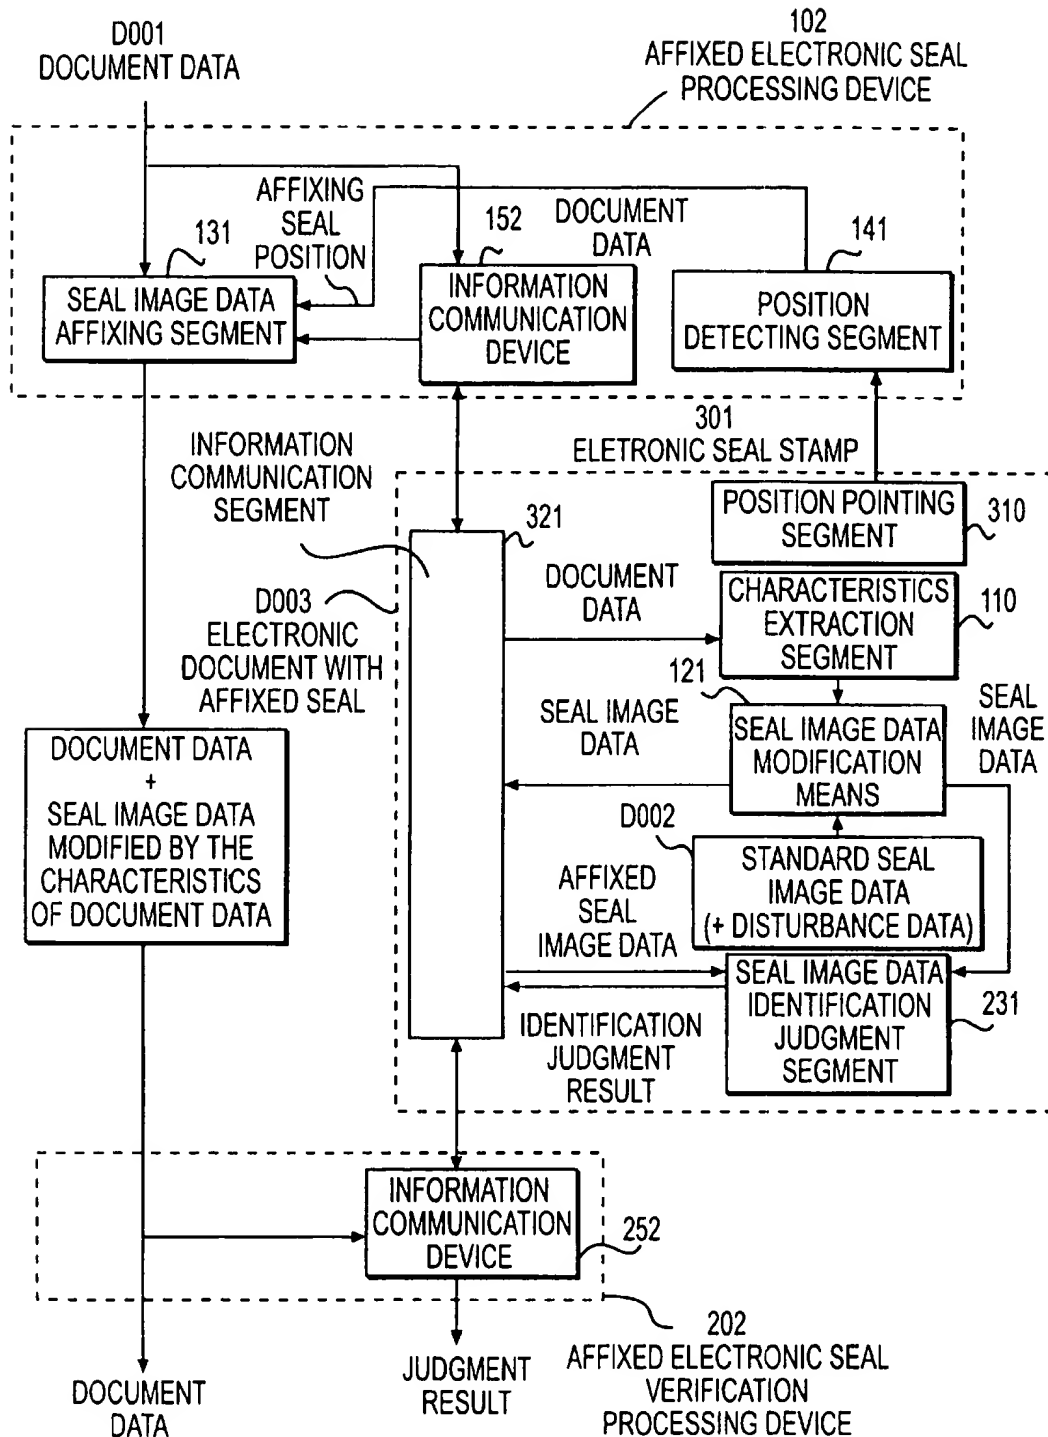 D001
DOCUMENT DATA
102
AFFIXED ELECTRONIC SEAL
PROCESSING DEVICE
AFFIXING
SEAL
POSITION
131
SEAL IMAGE DATA
AFFIXING SEGMENT
152
DOCUMENT
DATA
INFORMATION
COMMUNICATION
DEVICE
141
POSITION
DETECTING SEGMENT
301
ELETRONIC SEAL STAMP
INFORMATION
COMMUNICATION
SEGMENT
321
POSITION POINTING
SEGMENT
310
DOCUMENT
DATA
CHARACTERISTICS
EXTRACTION
SEGMENT
110
D003
ELECTRONIC
DOCUMENT WITH
AFFIXED SEAL
121
SEAL IMAGE
DATA
SEAL IMAGE DATA
MODIFICATION
MEANS
SEAL
IMAGE
DATA
DOCUMENT DATA
+
SEAL IMAGE DATA
MODIFIED BY THE
CHARACTERISTICS
OF DOCUMENT DATA
D002
STANDARD SEAL
IMAGE DATA
(+ DISTURBANCE DATA)
AFFIXED
SEAL
IMAGE DATA
SEAL IMAGE DATA
IDENTIFICATION
JUDGMENT
SEGMENT
231
IDENTIFICATION
JUDGMENT
RESULT
INFORMATION
COMMUNICATION
DEVICE
252
202
AFFIXED ELECTRONIC SEAL
VERIFICATION
PROCESSING DEVICE
DOCUMENT
DATA
JUDGMENT
RESULT